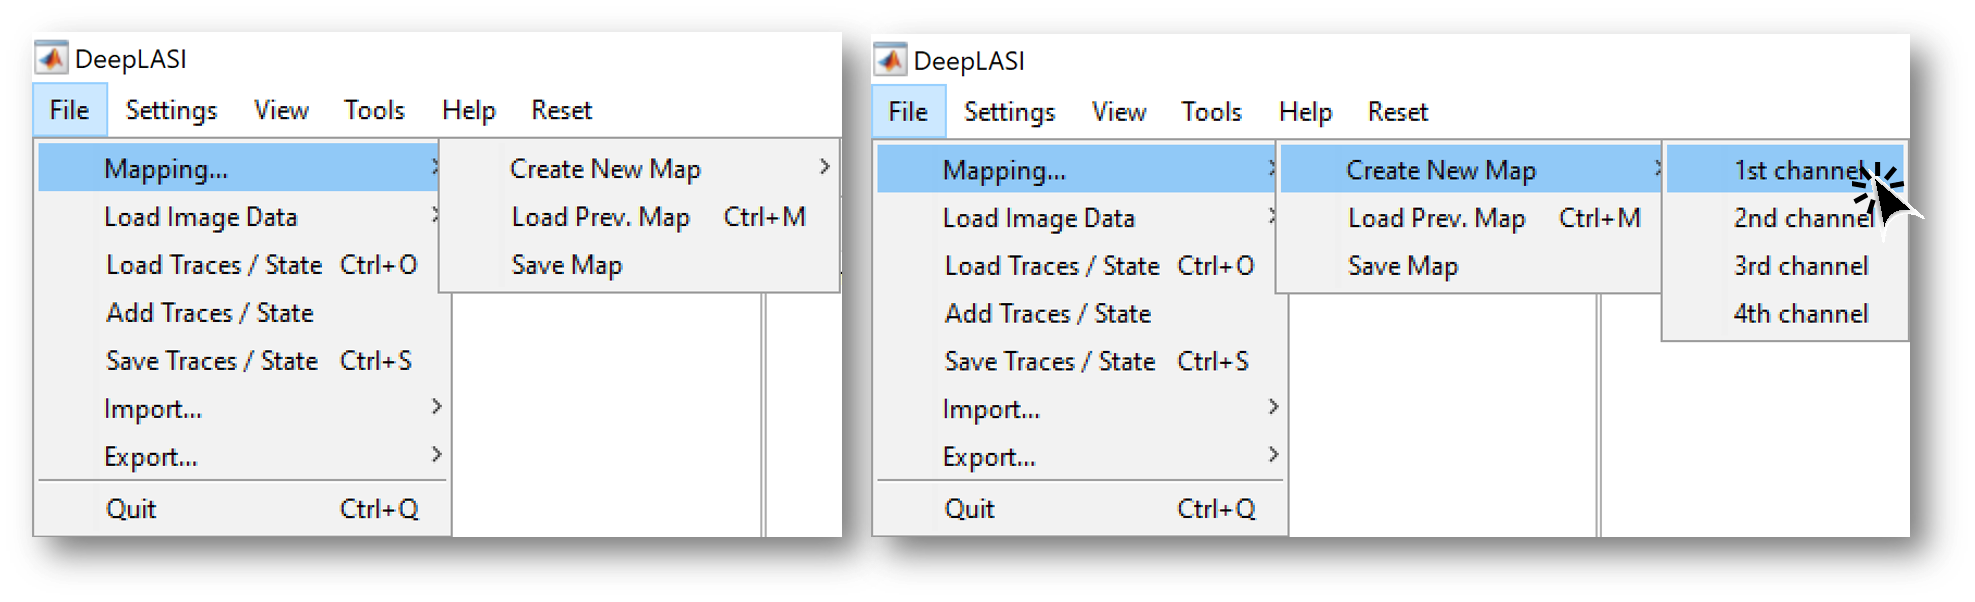 DeepLASI
File Settings View Tools Help Reset
Mapping... Create New Map
Load Image Data Load Prev. Map Ctrl+M
Load Traces / State Ctrl+O Save Map
Add Traces / State
Save Traces / State Ctrl+S
Import...
Export...
Quit Ctrl+Q
DeepLASI
File Settings View Tools Help Reset
Mapping... Create New Map 1st channel
Load Image Data Load Prev. Map Ctrl+M 2nd channel
Load Traces / State Ctrl+O Save Map 3rd channel
Add Traces / State 4th channel
Save Traces / State Ctrl+S
Import...
Export...
Quit Ctrl+Q